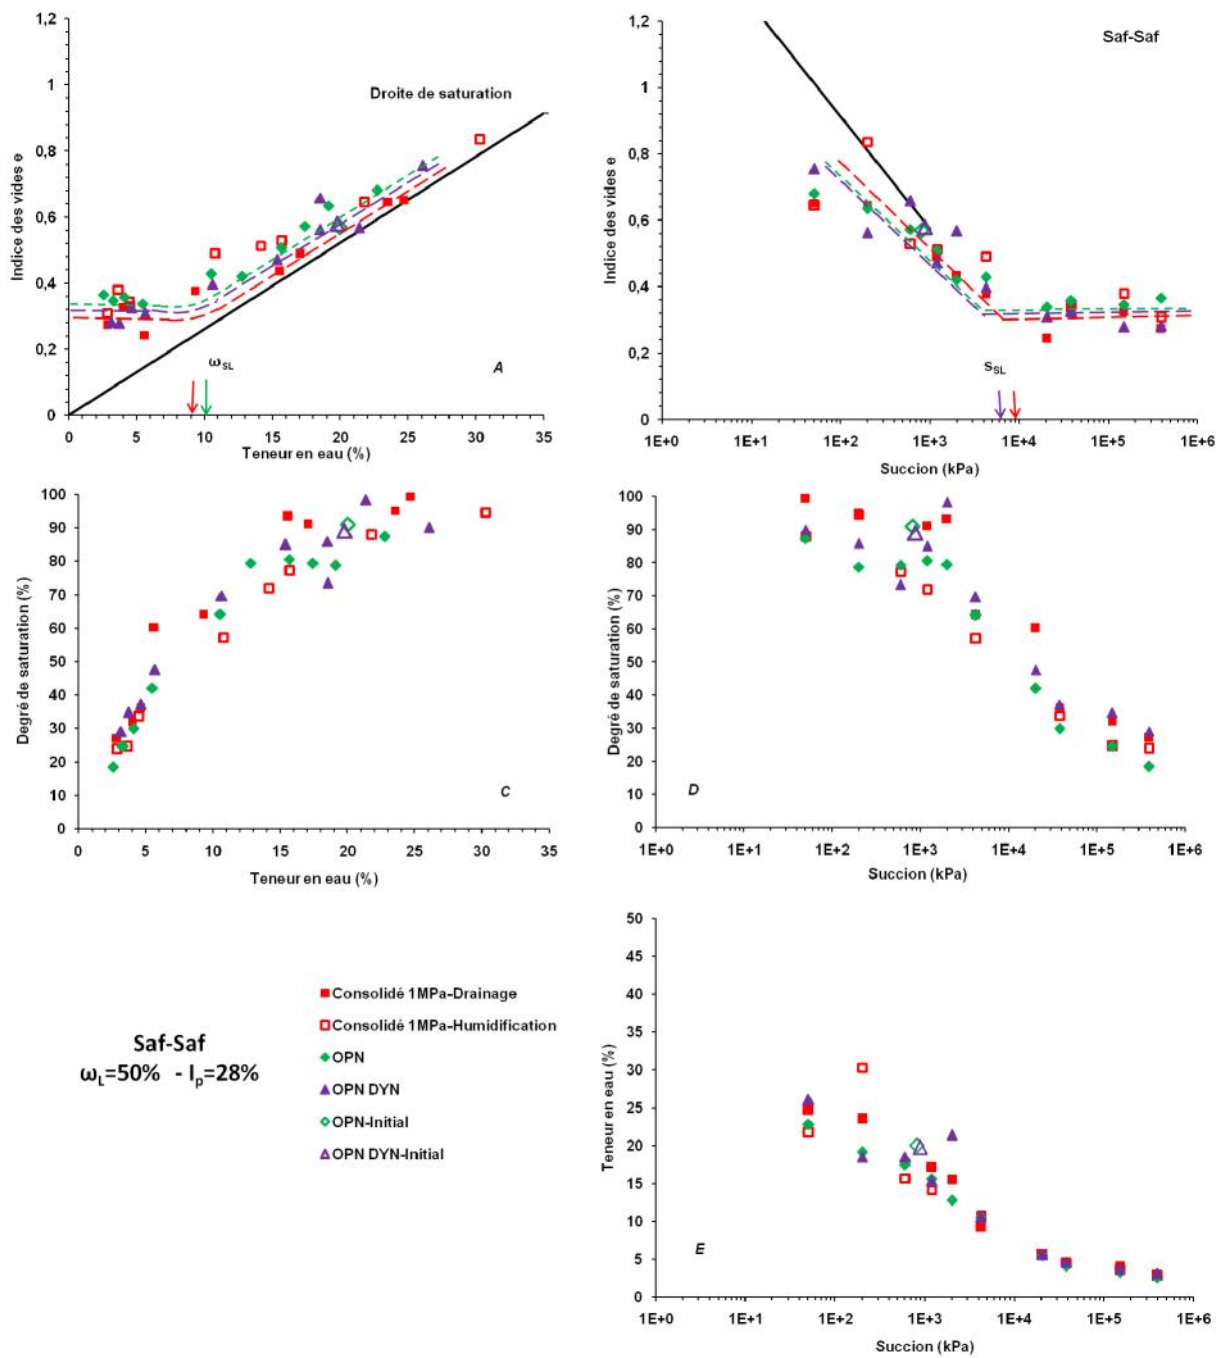 1,2
1
0,8
0,6
0,4
0,2
0
Indice des vides e
Droite de saturation
ω_SL
A
0 5 10 15 20 25 30 35
Teneur en eau (%)
1,2
1
0,8
0,6
0,4
0,2
0
Indice des vides e
Saf-Saf
s_SL
1E+0 1E+1 1E+2 1E+3 1E+4 1E+5 1E+6
Succion (kPa)
100
90
80
70
60
50
40
30
20
10
0
Degré de saturation (%)
C
0 5 10 15 20 25 30 35
Teneur en eau (%)
100
90
80
70
60
50
40
30
20
10
0
Degré de saturation (%)
D
1E+0 1E+1 1E+2 1E+3 1E+4 1E+5 1E+6
Succion (kPa)
Saf-Saf
ω_L=50% - I_p=28%
Consolidé 1MPa-Drainage
Consolidé 1MPa-Humidification
OPN
OPN DYN
OPN-Initial
OPN DYN-Initial
50
45
40
35
30
25
20
15
10
5
0
Teneur en eau (%)
E
1E+0 1E+1 1E+2 1E+3 1E+4 1E+5 1E+6
Succion (kPa)